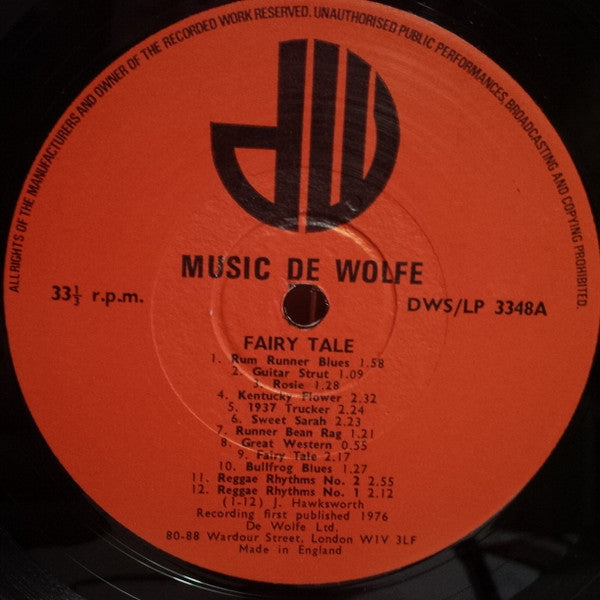 ALL RIGHTS OF THE MANUFACTURERS AND OWNER OF THE RECORDED WORK RESERVED. UNAUTHORISED PUBLIC PERFORMANCES, BROADCASTING AND COPYING PROHIBITED.
dW
MUSIC DE WOLFE
33⅓ r.p.m.
DWS/LP 3348A
FAIRY TALE
1. Rum Runner Blues 1.58
2. Guitar Strut 1.09
3. Rosie 1.28
4. Kentucky Flower 2.32
5. 1937 Trucker 2.24
6. Sweet Sarah 2.23
7. Runner Bean Rag 1.21
8. Great Western 0.55
9. Fairy Tale 2.17
10. Bullfrog Blues 1.27
11. Reggae Rhythms No. 2 2.55
12. Reggae Rhythms No. 1 2.12
(1-12) J. Hawksworth
Recording first published 1976
De Wolfe Ltd.
80-88 Wardour Street, London W1V 3LF
Made in England